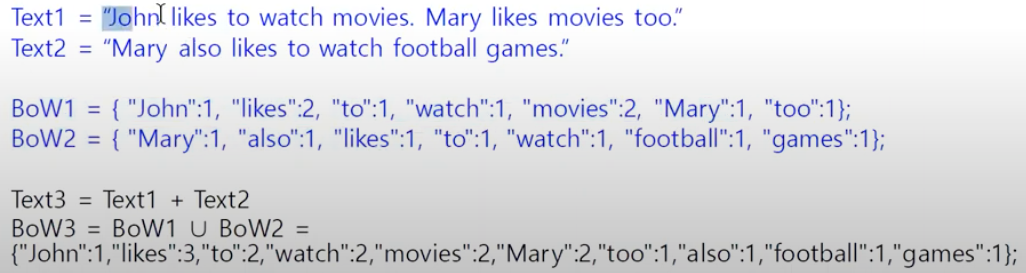 Text1 = “John likes to watch movies. Mary likes movies too.”
Text2 = “Mary also likes to watch football games.”
BoW1 = { "John":1, "likes":2, "to":1, "watch":1, "movies":2, "Mary":1, "too":1};
BoW2 = { "Mary":1, "also":1, "likes":1, "to":1, "watch":1, "football":1, "games":1};
Text3 = Text1 + Text2
BoW3 = BoW1 ∪ BoW2 =
{"John":1,"likes":3,"to":2,"watch":2,"movies":2,"Mary":2,"too":1,"also":1,"football":1,"games":1};